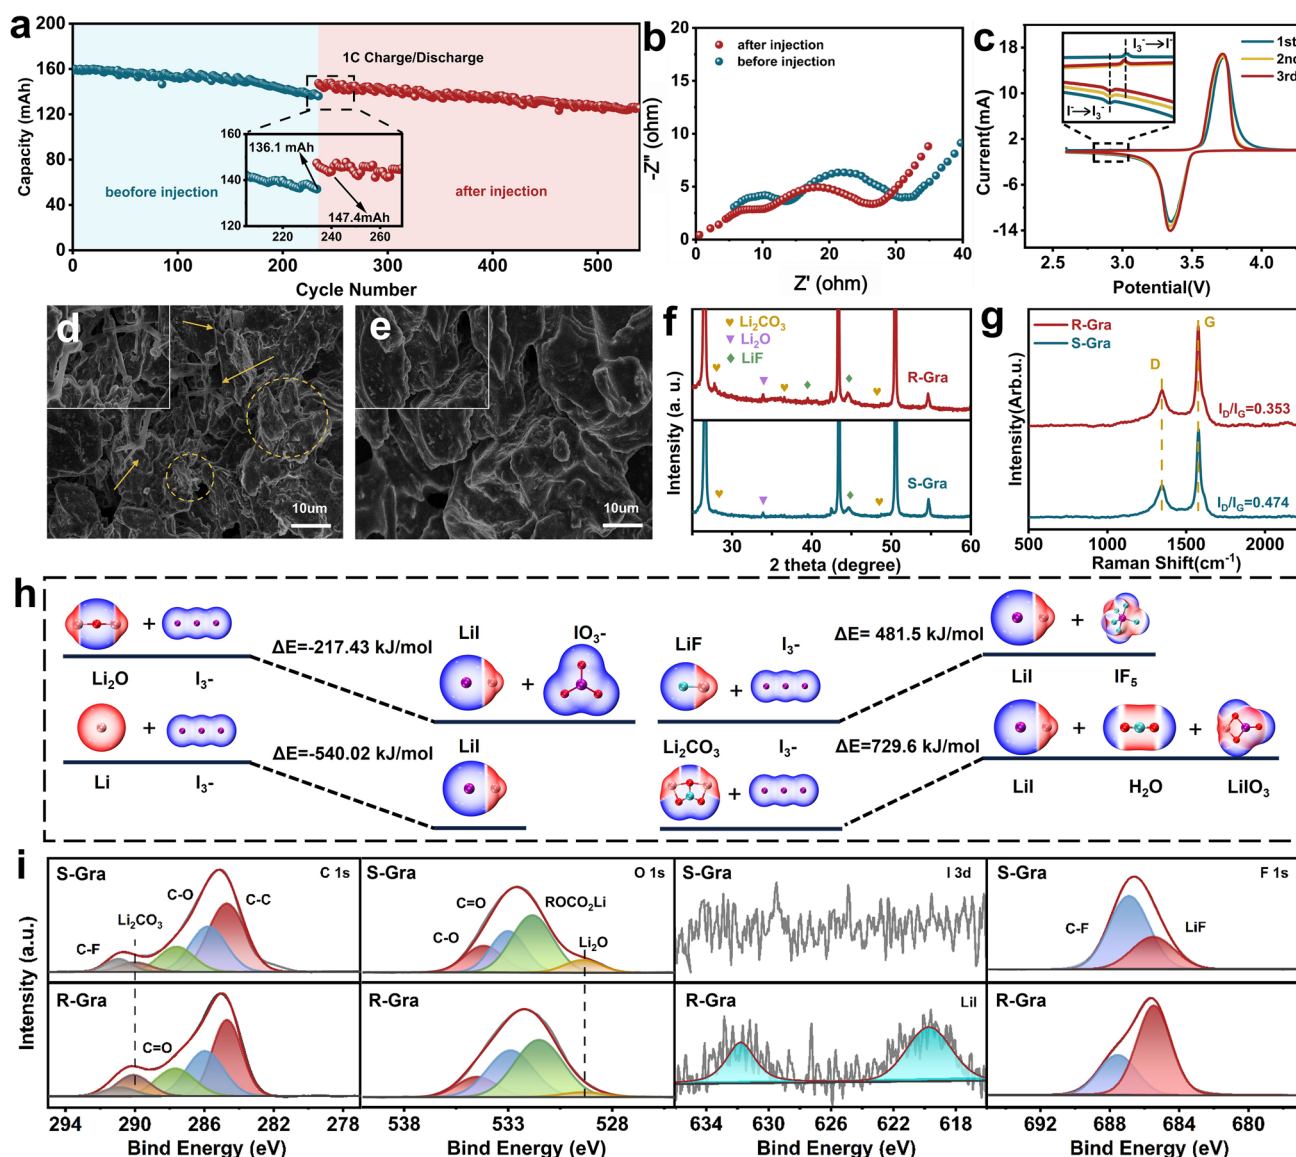 a
Capacity (mAh)
200
160
120
80
40
0
1C Charge/Discharge
160
140
120
136.1 mAh
147.4mAh
220
240
260
beofore injection
after injection
0
100
200
300
400
500
Cycle Number
b
-Z'' (ohm)
20
15
10
5
0
after injection
before injection
0
10
20
30
40
Z' (ohm)
c
Current(mA)
18
10
2
-6
-14
I₃⁻→I⁻
I⁻→I₃⁻
1st
2nd
3rd
2.5
3.0
3.5
4.0
Potential(V)
d
10um
e
10um
f
Intensity (a. u.)
Li₂CO₃
Li₂O
LiF
R-Gra
S-Gra
30
40
50
60
2 theta (degree)
g
Intensity(Arb.u.)
R-Gra
S-Gra
D
G
I_D/I_G=0.353
I_D/I_G=0.474
500
1000
1500
2000
Raman Shift(cm⁻¹)
h
Li₂O
+
I₃-
ΔE=-217.43 kJ/mol
LiI
+
IO₃-
Li
+
I₃-
ΔE=-540.02 kJ/mol
LiI
LiF
+
I₃-
ΔE= 481.5 kJ/mol
LiI
+
IF₅
Li₂CO₃
+
I₃-
ΔE=729.6 kJ/mol
LiI
+
H₂O
+
LiIO₃
i
Intensity (a.u.)
S-Gra
C 1s
C-F
Li₂CO₃
C-O
C-C
R-Gra
C=O
294
290
286
282
278
Bind Energy (eV)
S-Gra
O 1s
C-O
C=O
ROCO₂Li
Li₂O
R-Gra
538
533
528
Bind Energy (eV)
S-Gra
I 3d
R-Gra
LiI
634
630
626
622
618
Bind Energy (eV)
S-Gra
F 1s
C-F
LiF
R-Gra
692
688
684
680
Bind Energy (eV)